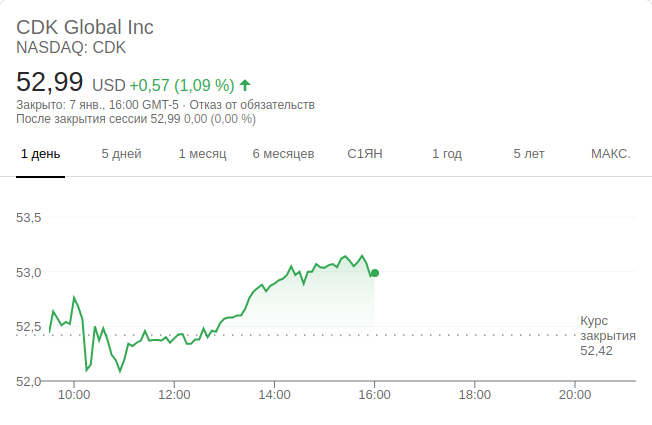 CDK Global Inc
NASDAQ: CDK
52,99 USD +0,57 (1,09 %)
Закрыто: 7 янв., 16:00 GMT-5 · Отказ от обязательств
После закрытия сессии 52,99 0,00 (0,00 %)
1 день 5 дней 1 месяц 6 месяцев С1ЯН 1 год 5 лет МАКС.
53,5
53,0
52,5
Курс
закрытия
52,42
52,0
10:00 12:00 14:00 16:00 18:00 20:00